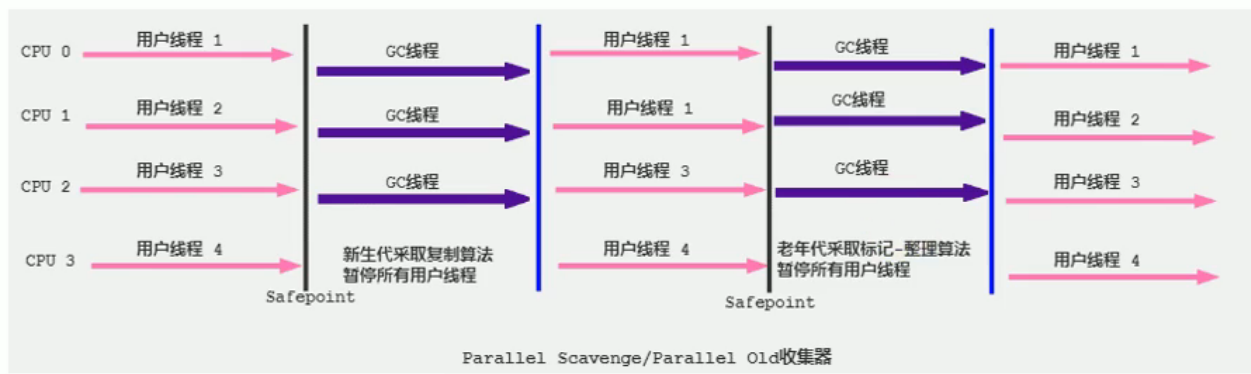 CPU 0
用户线程 1
GC线程
用户线程 1
GC线程
用户线程 1
CPU 1
用户线程 2
GC线程
用户线程 1
GC线程
用户线程 2
CPU 2
用户线程 3
GC线程
用户线程 3
GC线程
用户线程 3
CPU 3
用户线程 4
新生代采取复制算法
暂停所有用户线程
用户线程 4
老年代采取标记-整理算法
暂停所有用户线程
用户线程 4
Safepoint
Safepoint
Parallel Scavenge/Parallel Old收集器